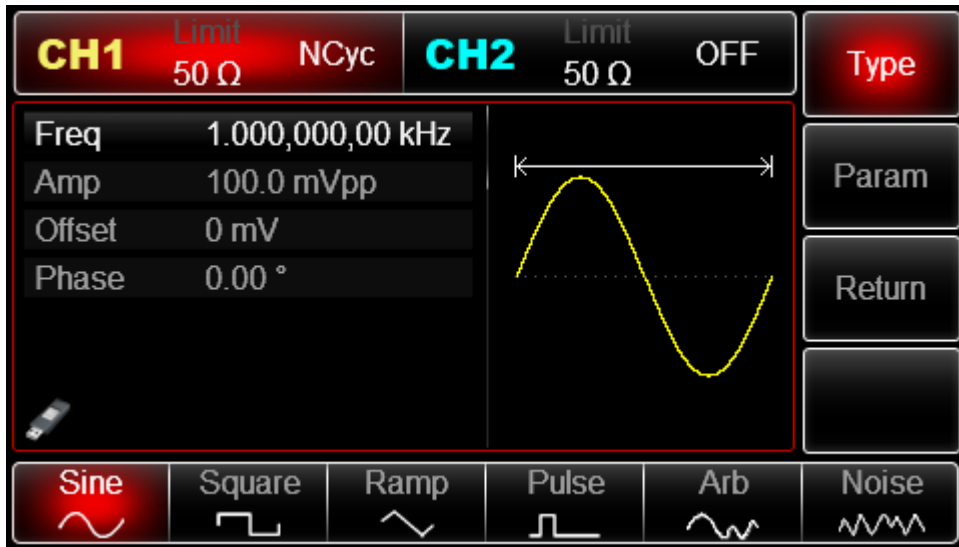 CH1 Limit 50 Ω NCyc
CH2 Limit 50 Ω OFF
Type
Freq 1.000,000,00 kHz
Amp 100.0 mVpp
Offset 0 mV
Phase 0.00 °
Param
Return
Sine Square Ramp Pulse Arb Noise